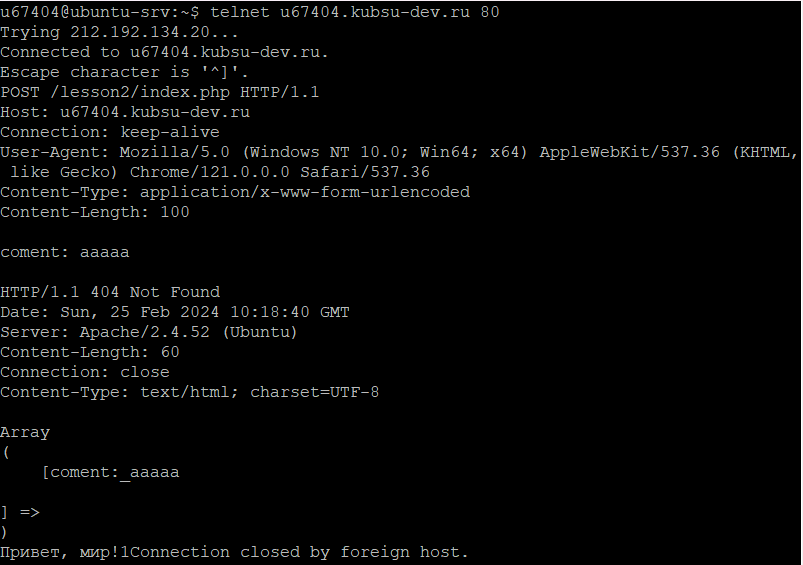 u67404@ubuntu-srv:~$ telnet u67404.kubsu-dev.ru 80
Trying 212.192.134.20...
Connected to u67404.kubsu-dev.ru.
Escape character is '^]'.
POST /lesson2/index.php HTTP/1.1
Host: u67404.kubsu-dev.ru
Connection: keep-alive
User-Agent: Mozilla/5.0 (Windows NT 10.0; Win64; x64) AppleWebKit/537.36 (KHTML,
 like Gecko) Chrome/121.0.0.0 Safari/537.36
Content-Type: application/x-www-form-urlencoded
Content-Length: 100

coment: aaaaa

HTTP/1.1 404 Not Found
Date: Sun, 25 Feb 2024 10:18:40 GMT
Server: Apache/2.4.52 (Ubuntu)
Content-Length: 60
Connection: close
Content-Type: text/html; charset=UTF-8

Array
(
    [coment:_aaaaa

] =>
)
Привет, мир!1Connection closed by foreign host.